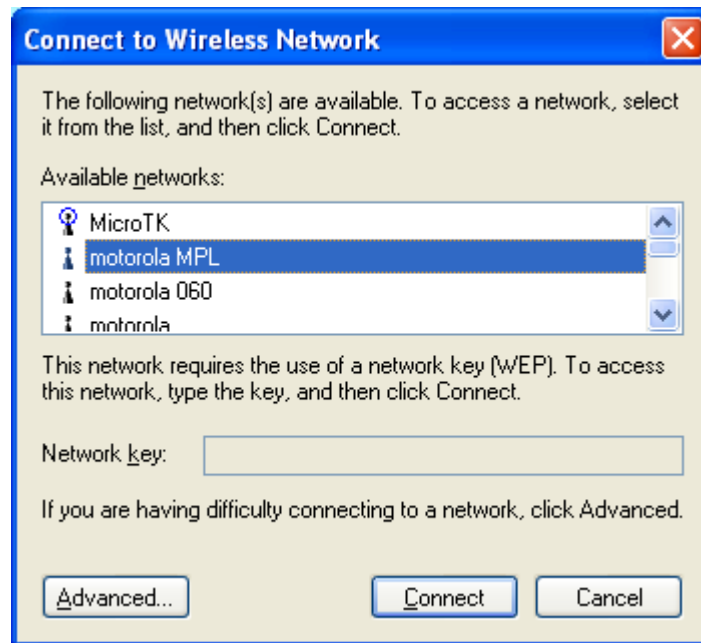 Connect to Wireless Network
The following network(s) are available. To access a network, select
it from the list, and then click Connect.
Available networks:
MicroTK
motorola MPL
motorola 060
motorola
This network requires the use of a network key (WEP). To access
this network, type the key, and then click Connect.
Network key:
If you are having difficulty connecting to a network, click Advanced.
Advanced... Connect Cancel